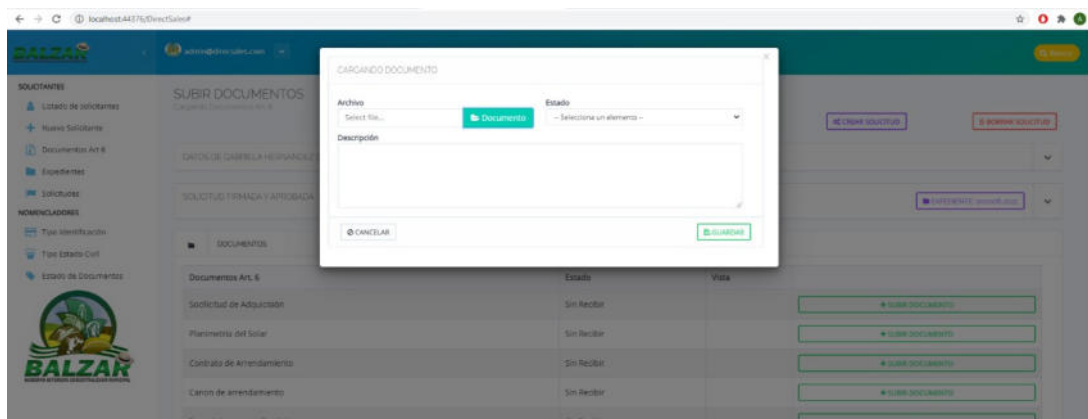 localhost:44376/DirectSales#
BALZAR
admin@directsales.com
CARGANDO DOCUMENTO
×
Archivo
Estado
Select file...
Documento
-- Selecciona un elemento --
Descripción
CANCELAR
GUARDAR
SOLICITANTES
Listado de solicitantes
Nuevo Solicitante
Documentos Art 6
Expedientes
Solicitudes
NOMENCLADORES
Tipo Identificación
Tipo Estado Civil
Estado de Documentos
BALZAR
SUBIR DOCUMENTOS
CREAR SOLICITUD
BORRAR SOLICITUD
DATOS DE GABRIELA HERNANDEZ
SOLICITUD FIRMADA Y APROBADA
DOCUMENTOS
Documentos Art. 6 Estado Vista
Solicitud de Adquisición Sin Recibir SUBIR DOCUMENTO
Planimetría del Solar Sin Recibir SUBIR DOCUMENTO
Contrato de Arrendamiento Sin Recibir SUBIR DOCUMENTO
de arrendamiento Sin Recibir SUBIR DOCUMENTO